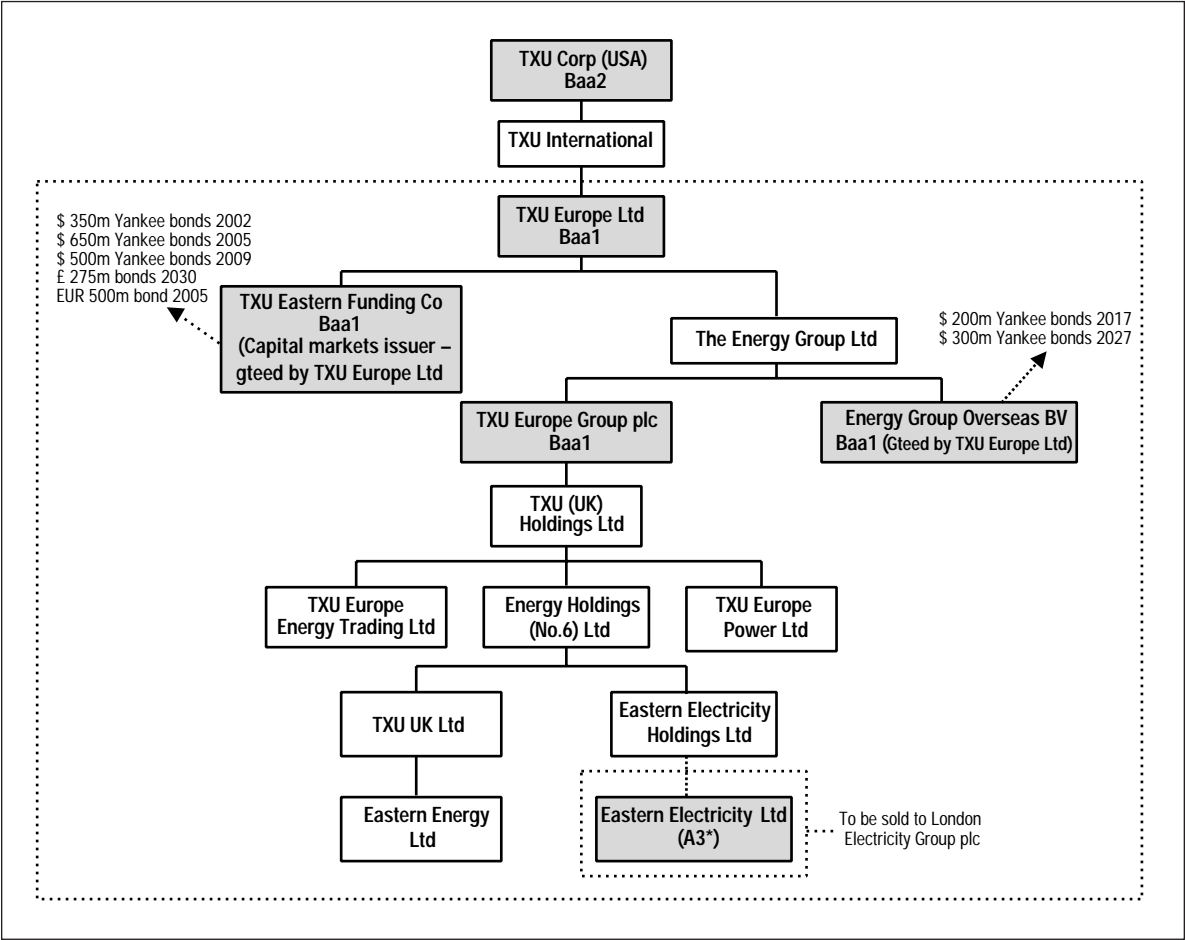 TXU Corp (USA)
Baa2
TXU International
TXU Europe Ltd
Baa1
$ 350m Yankee bonds 2002
$ 650m Yankee bonds 2005
$ 500m Yankee bonds 2009
£ 275m bonds 2030
EUR 500m bond 2005
TXU Eastern Funding Co
Baa1
(Capital markets issuer –
gteed by TXU Europe Ltd
The Energy Group Ltd
$ 200m Yankee bonds 2017
$ 300m Yankee bonds 2027
TXU Europe Group plc
Baa1
Energy Group Overseas BV
Baa1 (Gteed by TXU Europe Ltd)
TXU (UK)
Holdings Ltd
TXU Europe
Energy Trading Ltd
Energy Holdings
(No.6) Ltd
TXU Europe
Power Ltd
TXU UK Ltd
Eastern Electricity
Holdings Ltd
Eastern Energy
Ltd
Eastern Electricity Ltd
(A3*)
To be sold to London
Electricity Group plc